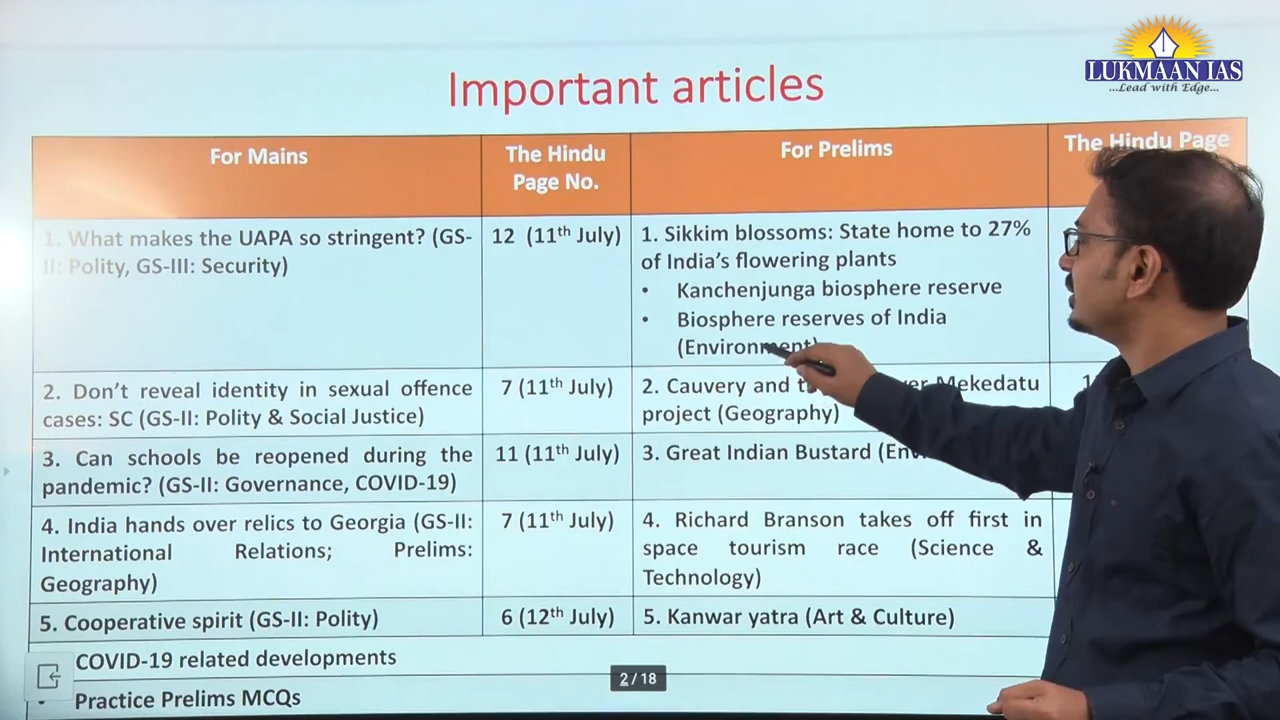 LUKMAAN IAS
...Lead with Edge...
Important articles
For Mains
The Hindu
Page No.
For Prelims
The Hindu Page
1. What makes the UAPA so stringent? (GS-
II: Polity, GS-III: Security)
12 (11th July)
1. Sikkim blossoms: State home to 27%
of India's flowering plants
• Kanchenjunga biosphere reserve
• Biosphere reserves of India
(Environment)
2. Don't reveal identity in sexual offence
cases: SC (GS-II: Polity & Social Justice)
7 (11th July)
2. Cauvery and Mekedatu
project (Geography)
3. Can schools be reopened during the
pandemic? (GS-II: Governance, COVID-19)
11 (11th July)
3. Great Indian Bustard
4. India hands over relics to Georgia (GS-II:
International Relations; Prelims:
Geography)
7 (11th July)
4. Richard Branson takes off first in
space tourism race (Science &
Technology)
5. Cooperative spirit (GS-II: Polity)
6 (12th July)
5. Kanwar yatra (Art & Culture)
COVID-19 related developments
• Practice Prelims MCQs
2 / 18